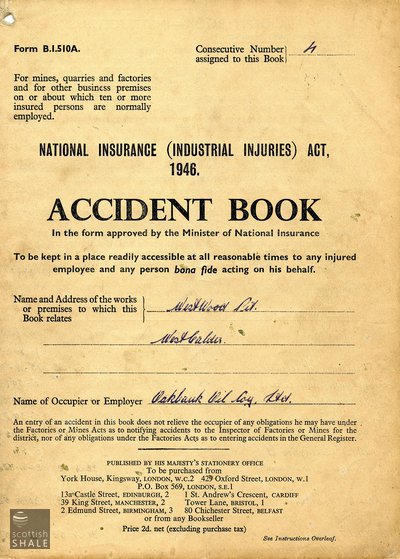 Form B.I.510A.
Consecutive Number
assigned to this Book
4
For mines, quarries and factories
and for other business premises
on or about which ten or more
insured persons are normally
employed.
NATIONAL INSURANCE (INDUSTRIAL INJURIES) ACT,
1946.
ACCIDENT BOOK
In the form approved by the Minister of National Insurance
To be kept in a place readily accessible at all reasonable times to any injured
employee and any person bona fide acting on his behalf.
Name and Address of the works
or premises to which this
Book relates
Westwood Pit.
West Calder.
Name of Occupier or Employer Oakbank Oil Coy, Ltd.
An entry of an accident in this book does not relieve the occupier of any obligations he may have under
the Factories or Mines Acts as to notifying accidents to the Inspector of Factories or Mines for the
district, nor of any obligations under Factories Acts as to entering accidents in the General Register.
PUBLISHED BY HIS MAJESTY'S STATIONERY OFFICE
To be purchased from
York House, Kingsway, LONDON, W.C.2 429 Oxford Street, LONDON, W.1
P.O. Box 569, LONDON, S.E.1
13a Castle Street, EDINBURGH, 2 1 St. Andrew's Crescent, CARDIFF
39 King Street, MANCHESTER, 2 Tower Lane, BRISTOL, 1
2 Edmund Street, BIRMINGHAM, 3 80 Chichester Street, BELFAST
or from any Bookseller
Price 2d. net (excluding purchase tax)
See Instructions Overleaf.
scottish
SHALE